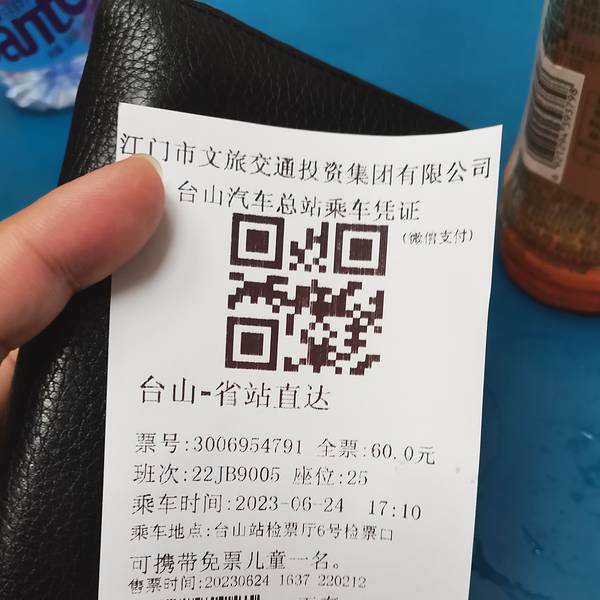 江门市文旅交通投资集团有限公司
台山汽车总站乘车凭证
(微信支付)
台山-省站直达
票号:3006954791 全票:60.0元
班次:22JB9005 座位:25
乘车时间:2023-06-24 17:10
乘车地点:台山站检票厅6号检票口
可携带免票儿童一名。
售票时间:20230624 1637 220212